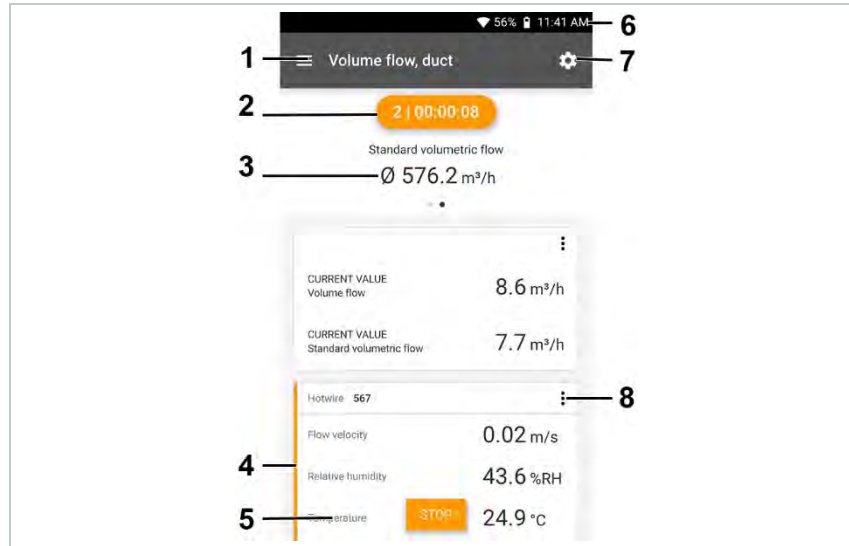 56% 11:41 AM 6
1 Volume flow, duct 7
2 2 | 00:00:08
Standard volumetric flow
3 Ø 576.2 m³/h
CURRENT VALUE
Volume flow 8.6 m³/h
CURRENT VALUE
Standard volumetric flow 7.7 m³/h
Hotwire 567 8
Flow velocity 0.02 m/s
4 Relative humidity 43.6 %RH
5 Temperature STOP 24.9 °C